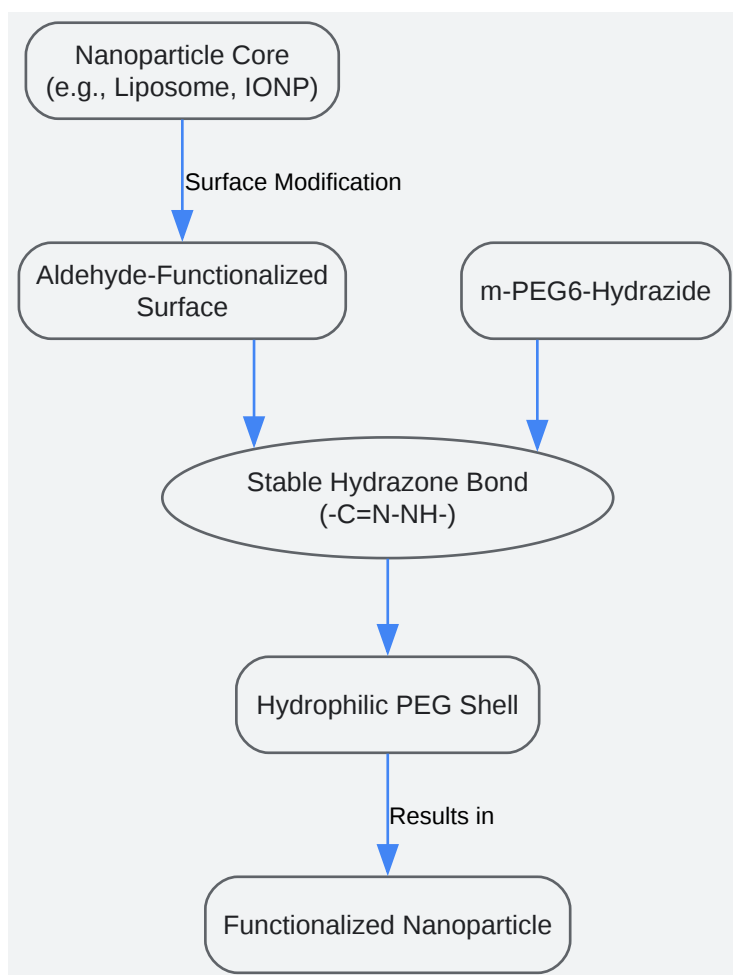 Nanoparticle Core
(e.g., Liposome, IONP)
Surface Modification
Aldehyde-Functionalized
Surface
m-PEG6-Hydrazide
Stable Hydrazone Bond
(-C=N-NH-)
Hydrophilic PEG Shell
Results in
Functionalized Nanoparticle